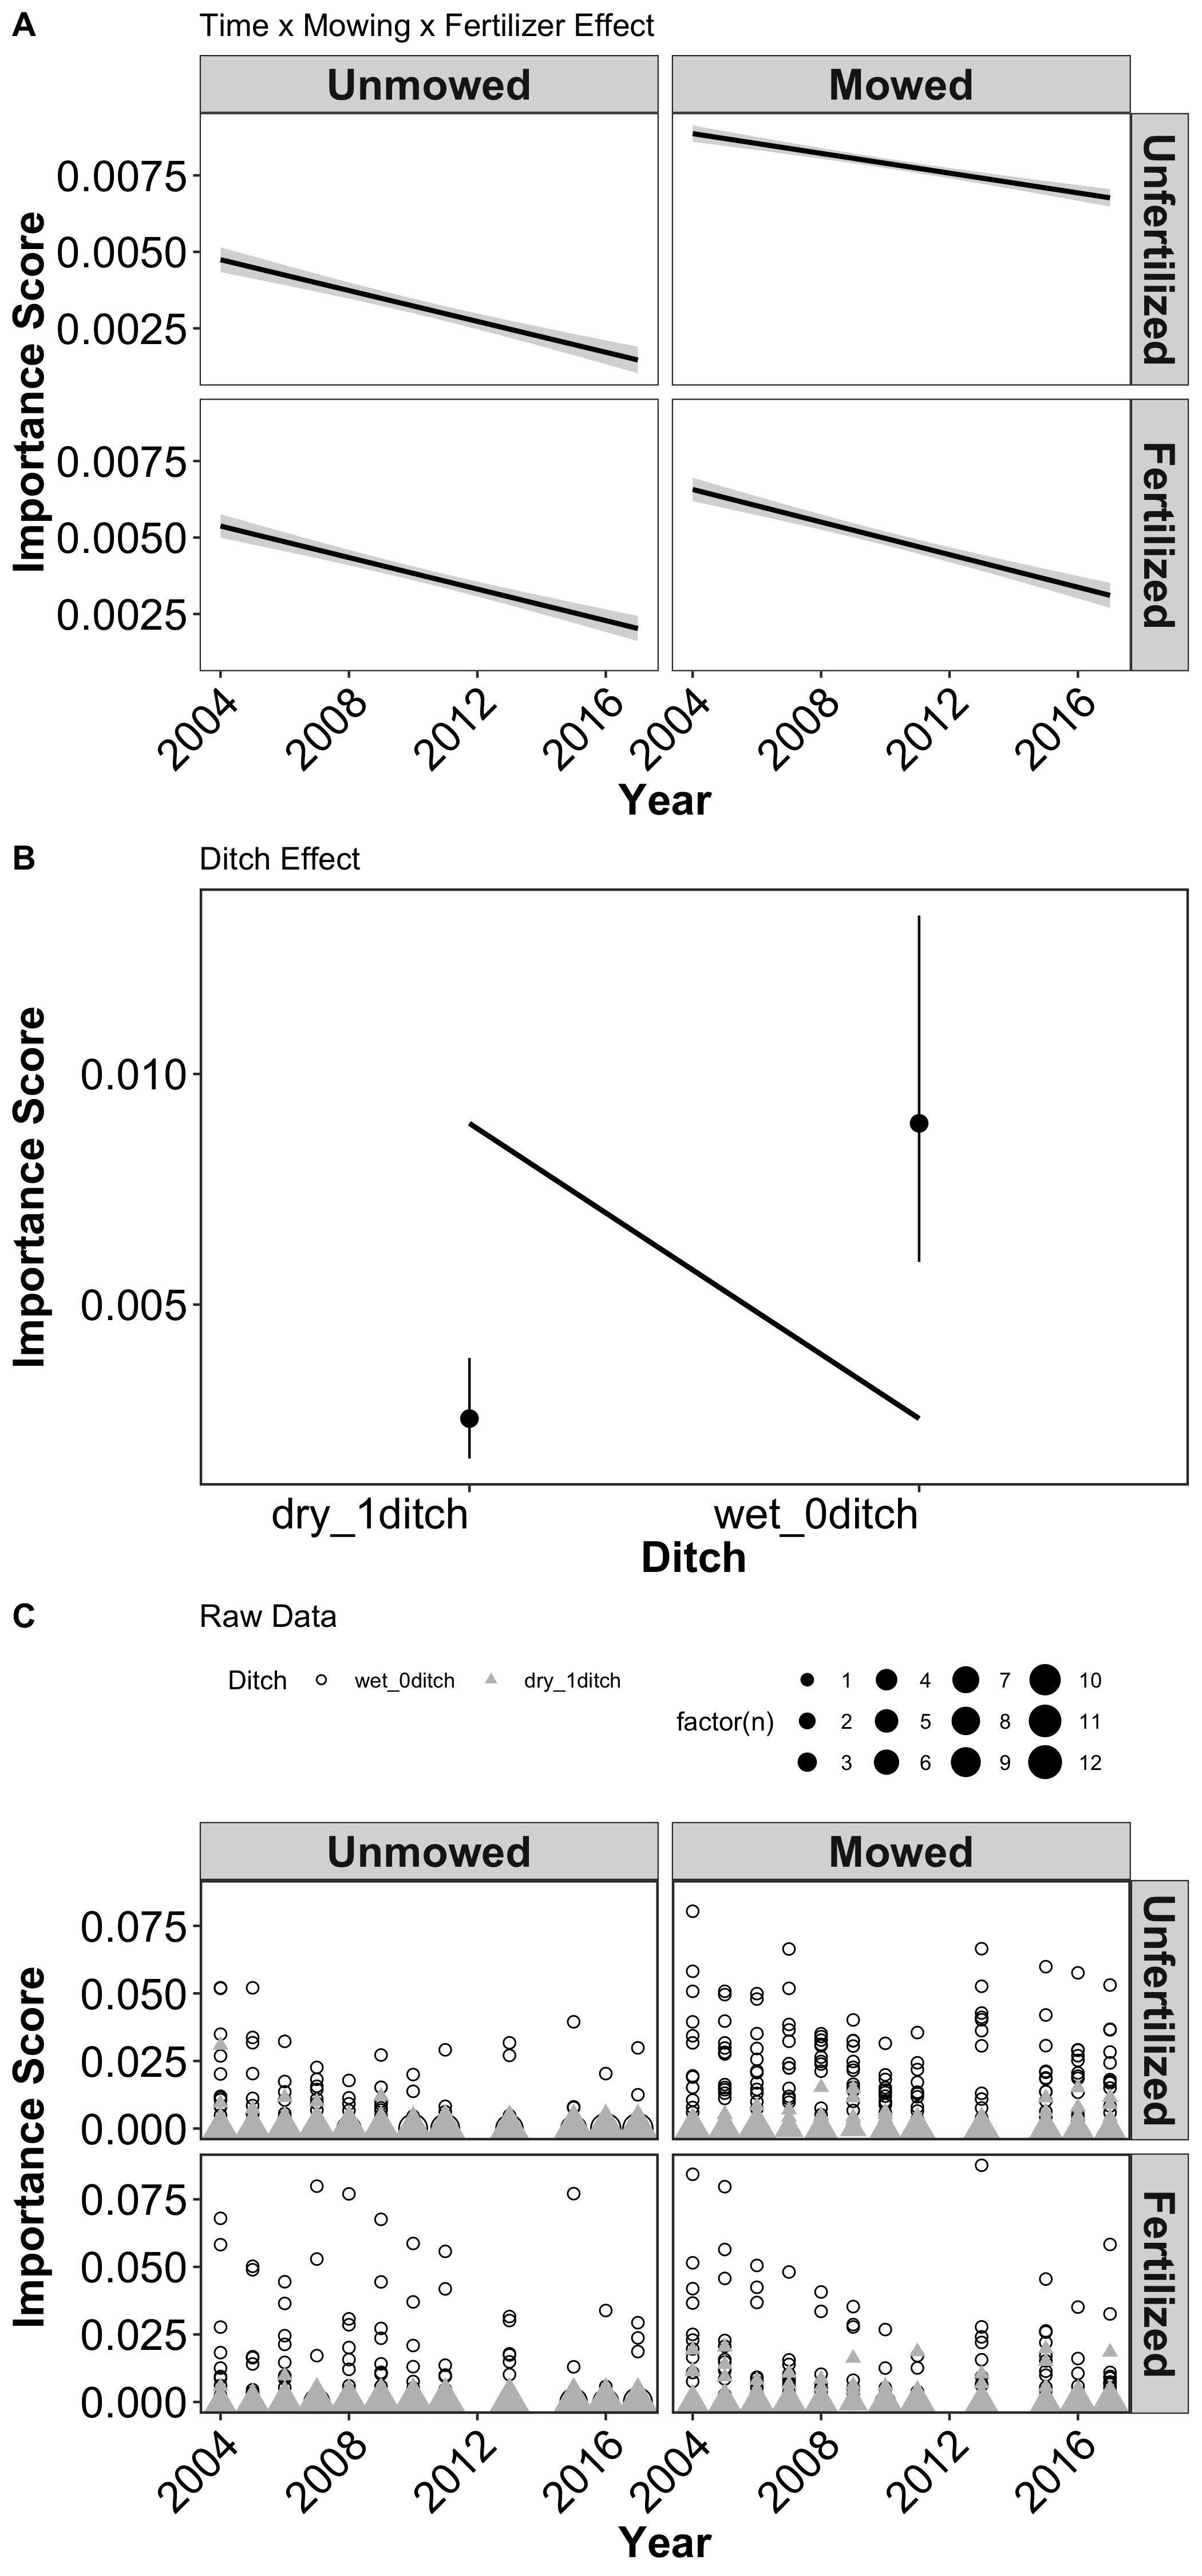 A Time x Mowing x Fertilizer Effect
Unmowed Mowed
Unfertilized
0.0075
0.0050
0.0025
Fertilized
0.0075
0.0050
0.0025
Importance Score
2004 2008 2012 2016 2004 2008 2012 2016
Year
B Ditch Effect
Importance Score
0.010
0.005
dry_1ditch wet_0ditch
Ditch
C Raw Data
Ditch wet_0ditch dry_1ditch
factor(n)
1 4 7 10
2 5 8 11
3 6 9 12
Unmowed Mowed
Unfertilized
0.075
0.050
0.025
0.000
Fertilized
0.075
0.050
0.025
0.000
Importance Score
2004 2008 2012 2016 2004 2008 2012 2016
Year